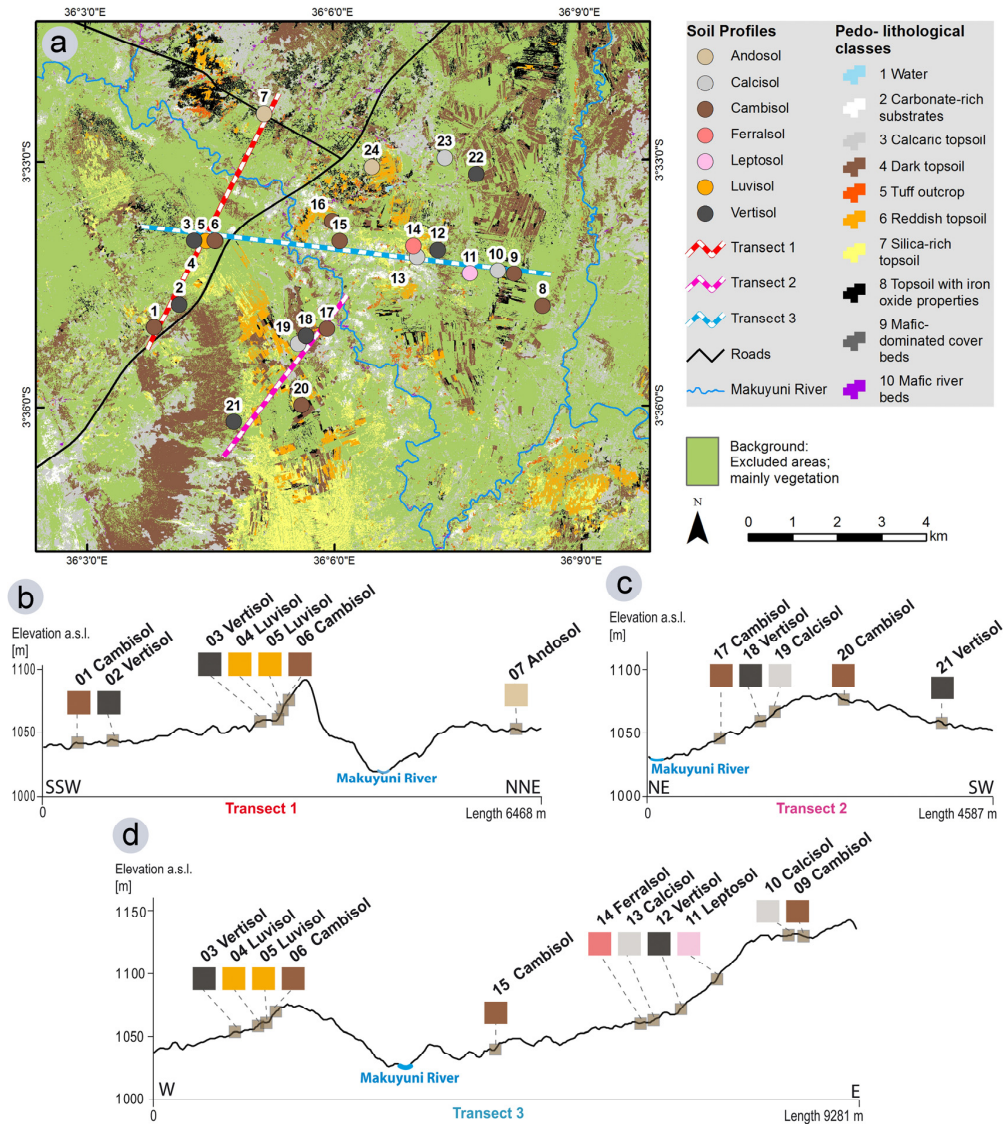 36°3'0"E
36°6'0"E
36°9'0"E
a
3°33'0"S
3°36'0"S
7
24
23
22
3
5
6
4
16
15
14
12
13
11
10
9
8
2
1
19
18
17
20
21
3°33'0"S
3°36'0"S
36°3'0"E
36°6'0"E
36°9'0"E
Soil Profiles
Andosol
Calcisol
Cambisol
Ferralsol
Leptosol
Luvisol
Vertisol
Transect 1
Transect 2
Transect 3
Roads
Makuyuni River
Pedo- lithological
classes
1 Water
2 Carbonate-rich
substrates
3 Calcaric topsoil
4 Dark topsoil
5 Tuff outcrop
6 Reddish topsoil
7 Silica-rich
topsoil
8 Topsoil with iron
oxide properties
9 Mafic-
dominated cover
beds
10 Mafic river
beds
Background:
Excluded areas;
mainly vegetation
N
0 1 2 3 4
km
b
Elevation a.s.l.
[m]
1100
1050
1000
01 Cambisol
02 Vertisol
03 Vertisol
04 Luvisol
05 Luvisol
06 Cambisol
07 Andosol
Makuyuni River
SSW
NNE
0
Transect 1
Length 6468 m
c
Elevation a.s.l.
[m]
1100
1050
1000
17 Cambisol
18 Vertisol
19 Calcisol
20 Cambisol
21 Vertisol
Makuyuni River
NE
SW
0
Transect 2
Length 4587 m
d
Elevation a.s.l.
[m]
1150
1100
1050
1000
03 Vertisol
04 Luvisol
05 Luvisol
06 Cambisol
15 Cambisol
14 Ferralsol
13 Calcisol
12 Vertisol
11 Leptosol
10 Calcisol
09 Cambisol
Makuyuni River
W
E
0
Transect 3
Length 9281 m